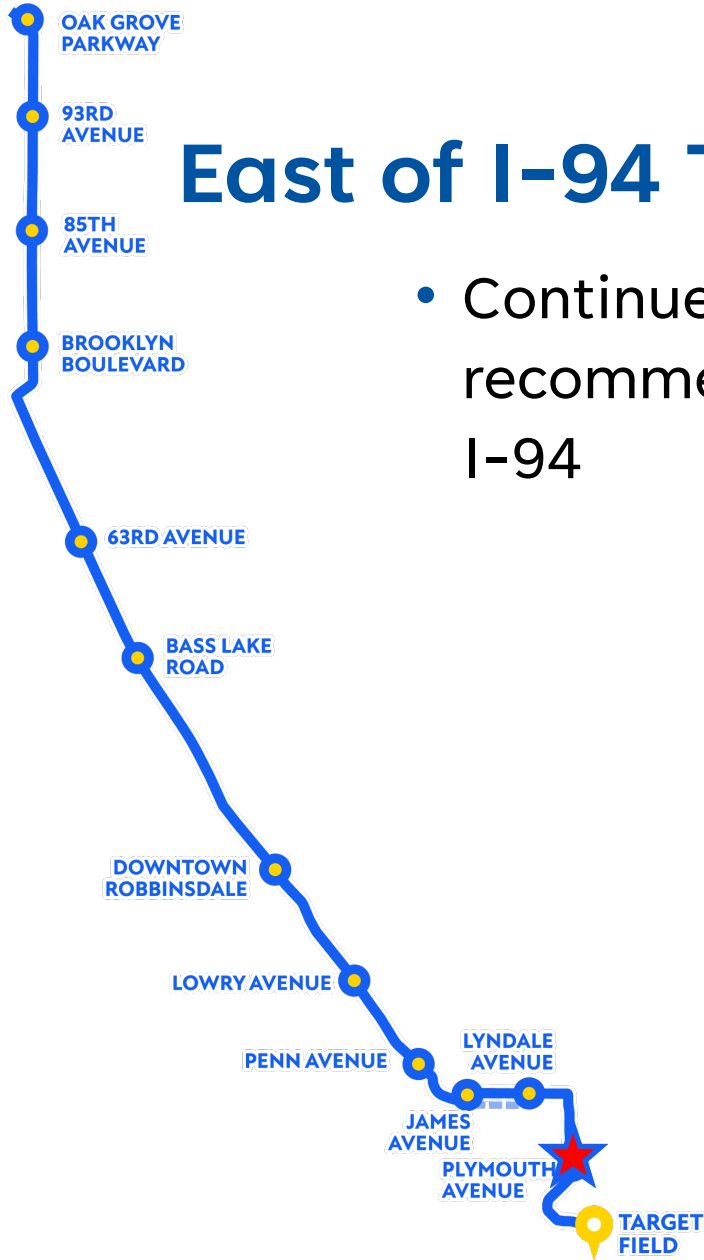 OAK GROVE
PARKWAY
93RD
AVENUE
East of I-94
85TH
AVENUE
• Continue
recomme
I-94
BROOKLYN
BOULEVARD
63RD AVENUE
BASS LAKE
ROAD
DOWNTOWN
ROBBINSDALE
LOWRY AVENUE
PENN AVENUE
LYNDALE
AVENUE
JAMES
AVENUE
PLYMOUTH
AVENUE
TARGET
FIELD